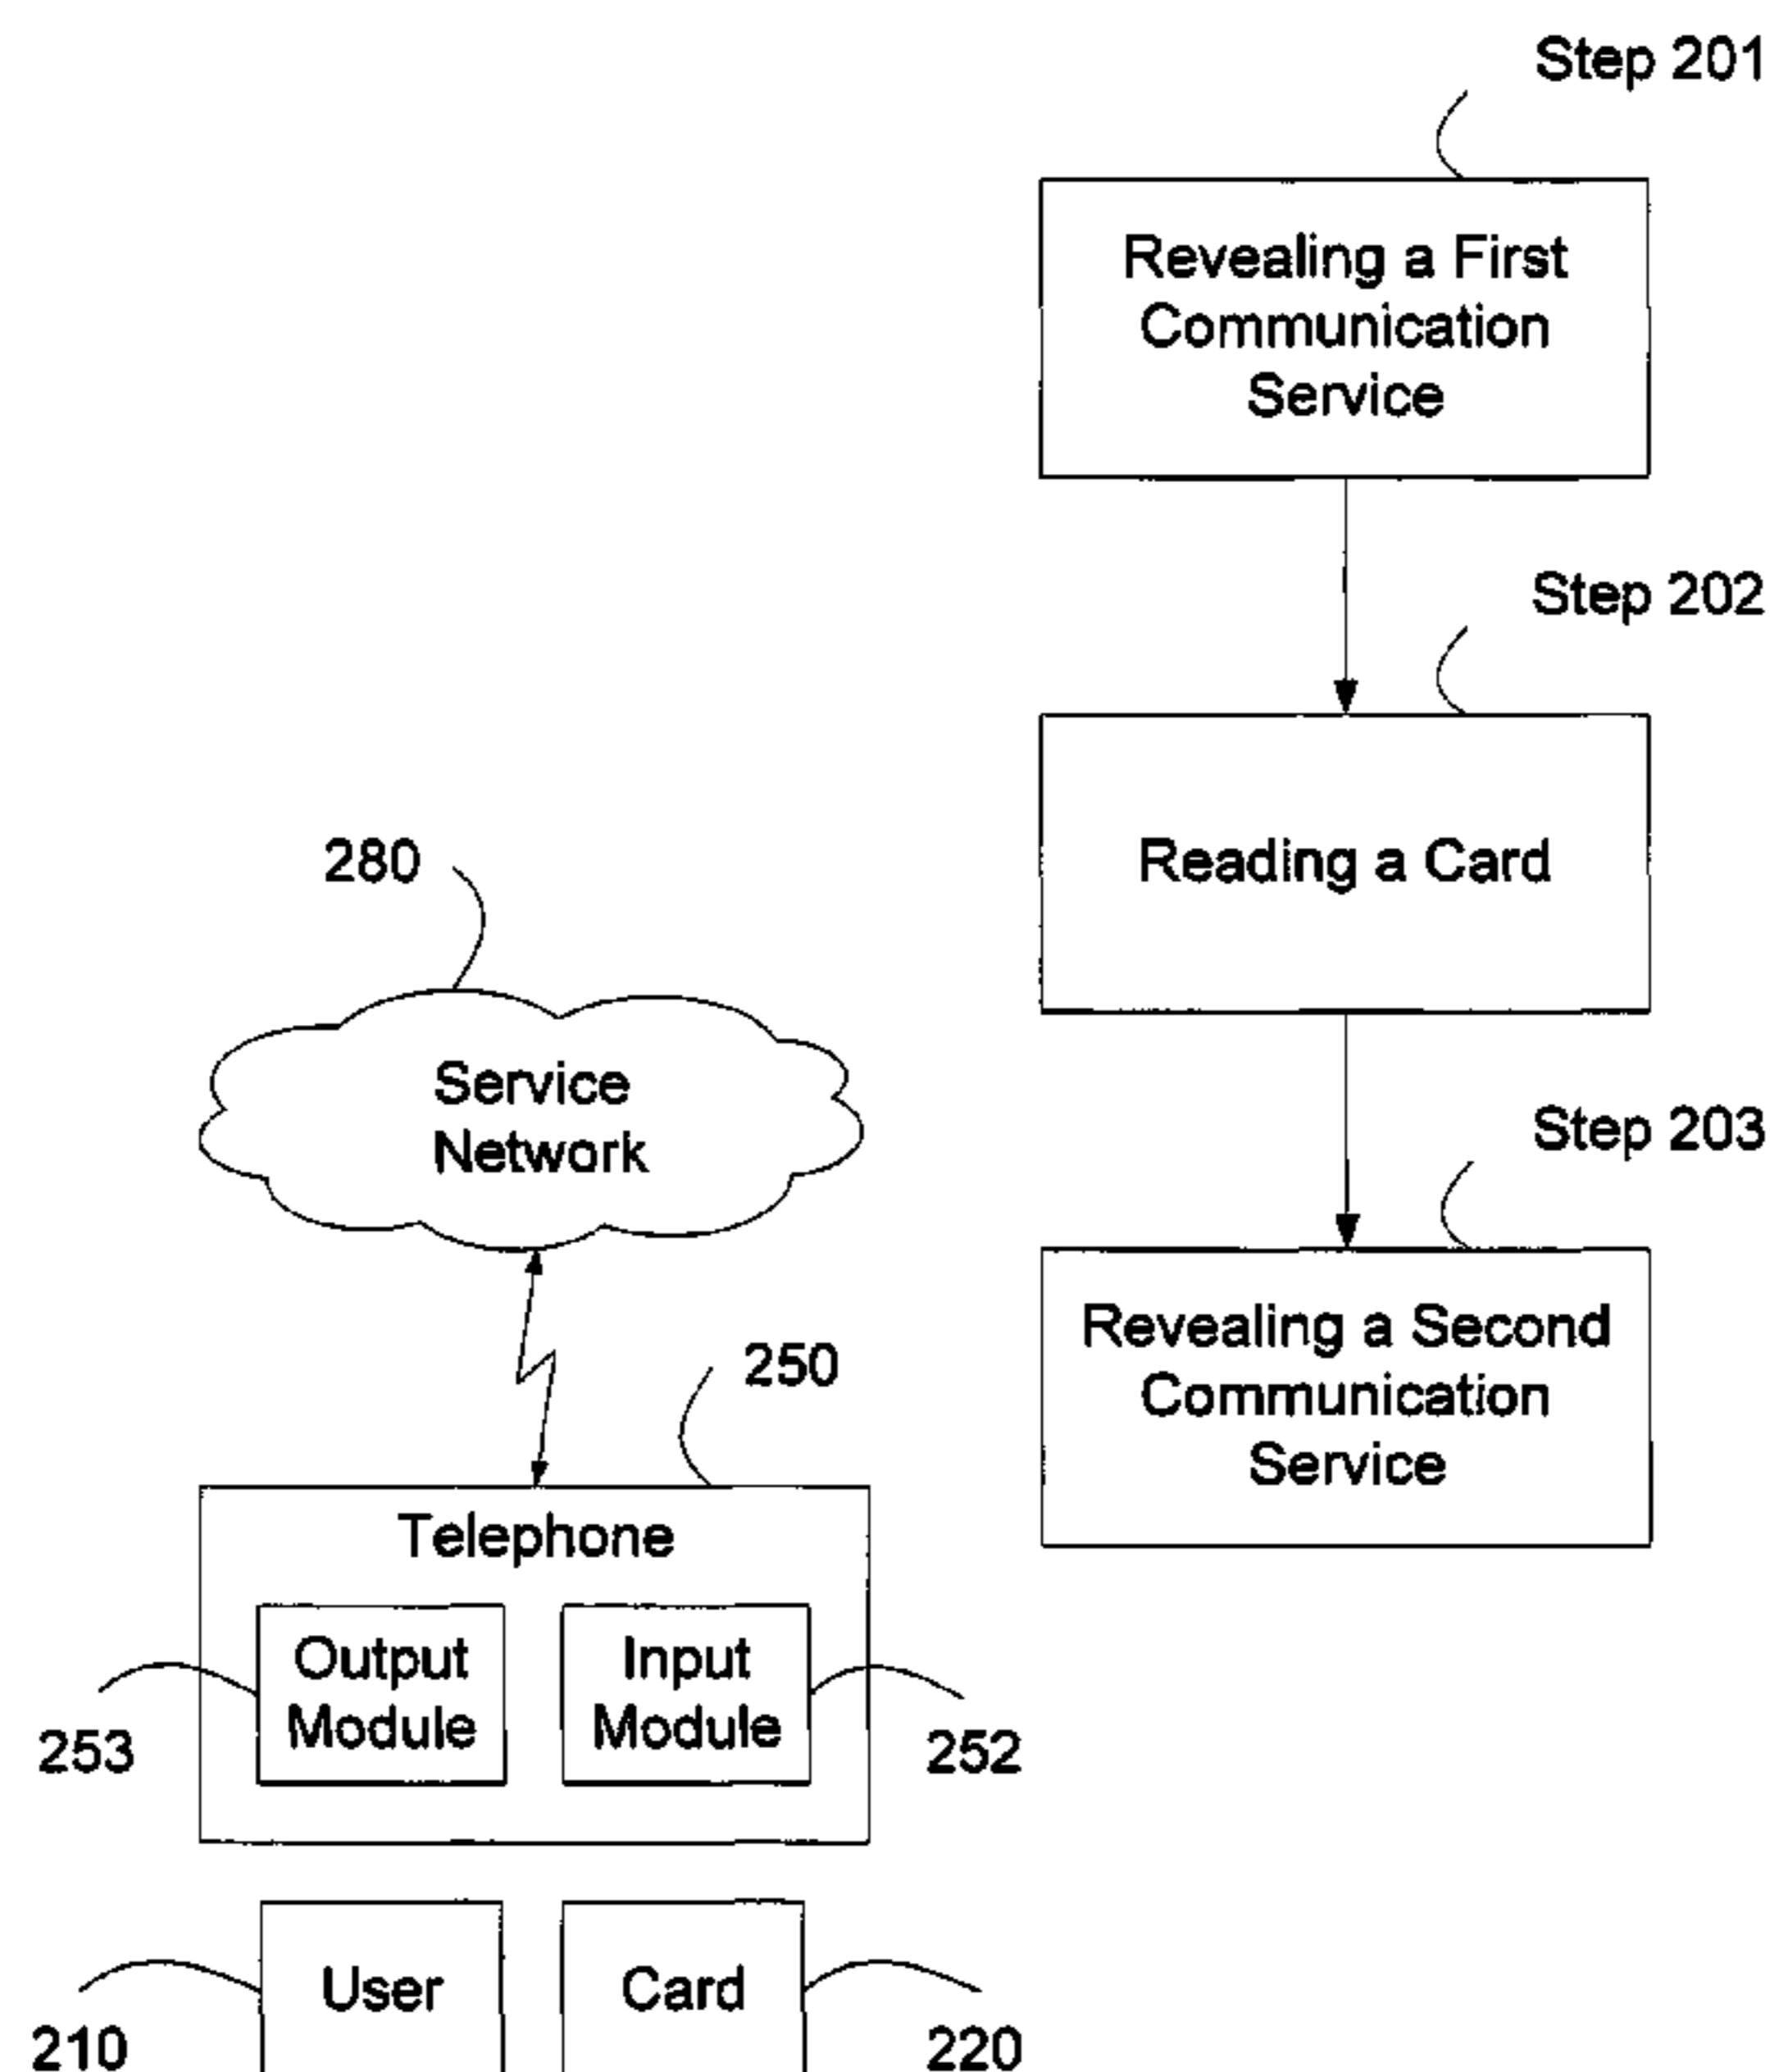 Step 201
Revealing a First
Communication
Service
Step 202
Reading a Card
Step 203
Revealing a Second
Communication
Service
280
Service
Network
250
Telephone
Output
Module
Input
Module
253
252
User
Card
210
220